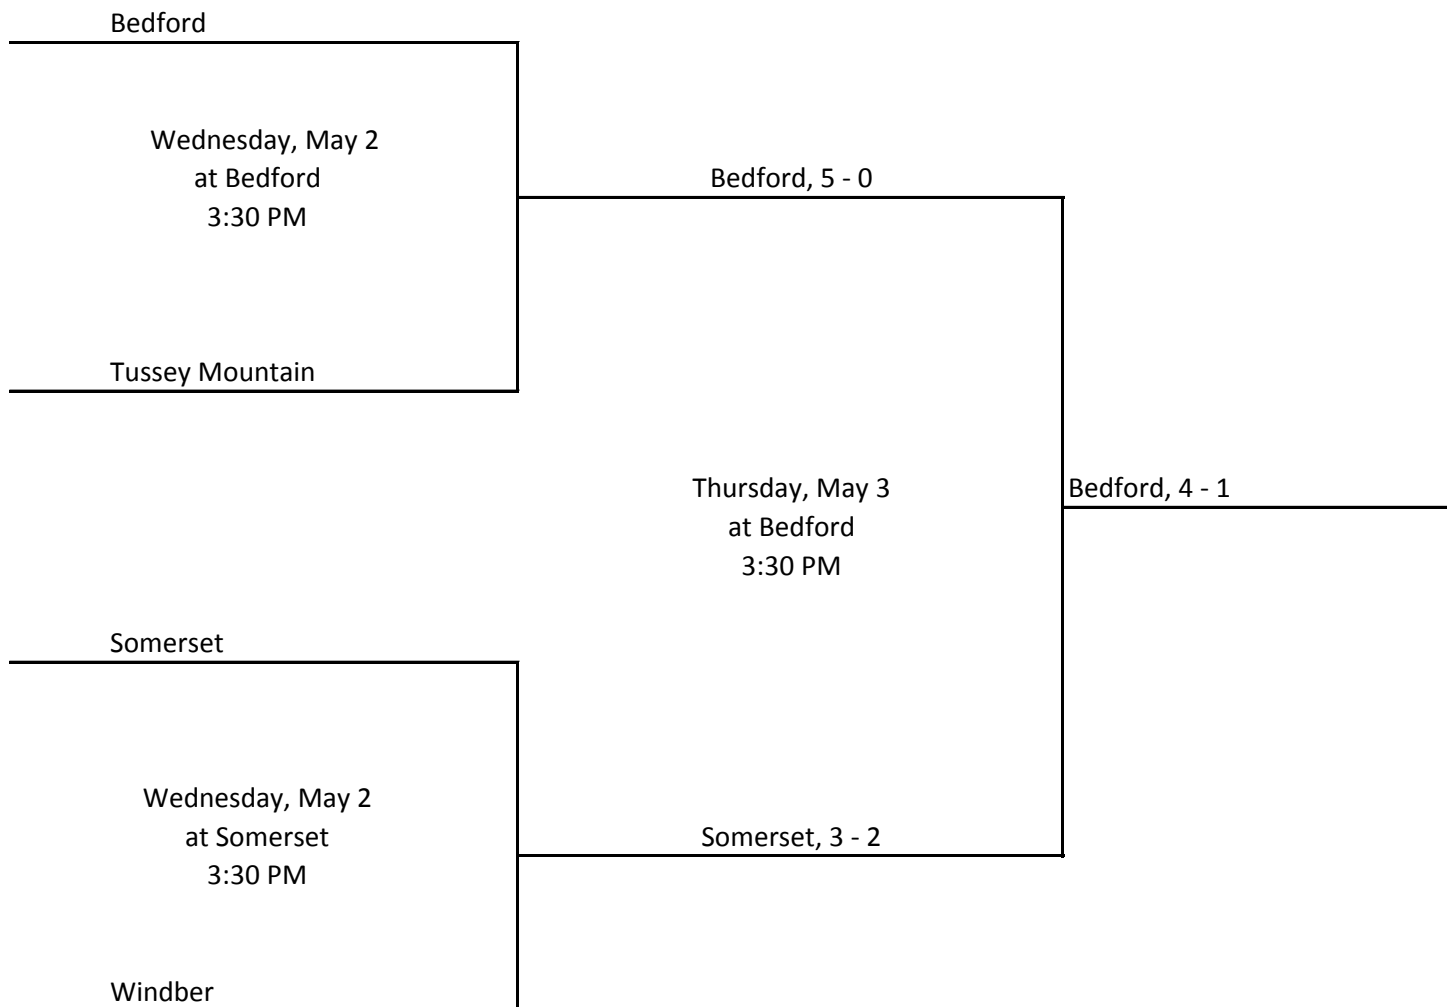 Bedford
Wednesday, May 2
at Bedford
3:30 PM
Bedford, 5 - 0
Tussey Mountain
Thursday, May 3
at Bedford
3:30 PM
Bedford, 4 - 1
Somerset
Wednesday, May 2
at Somerset
3:30 PM
Somerset, 3 - 2
Windber